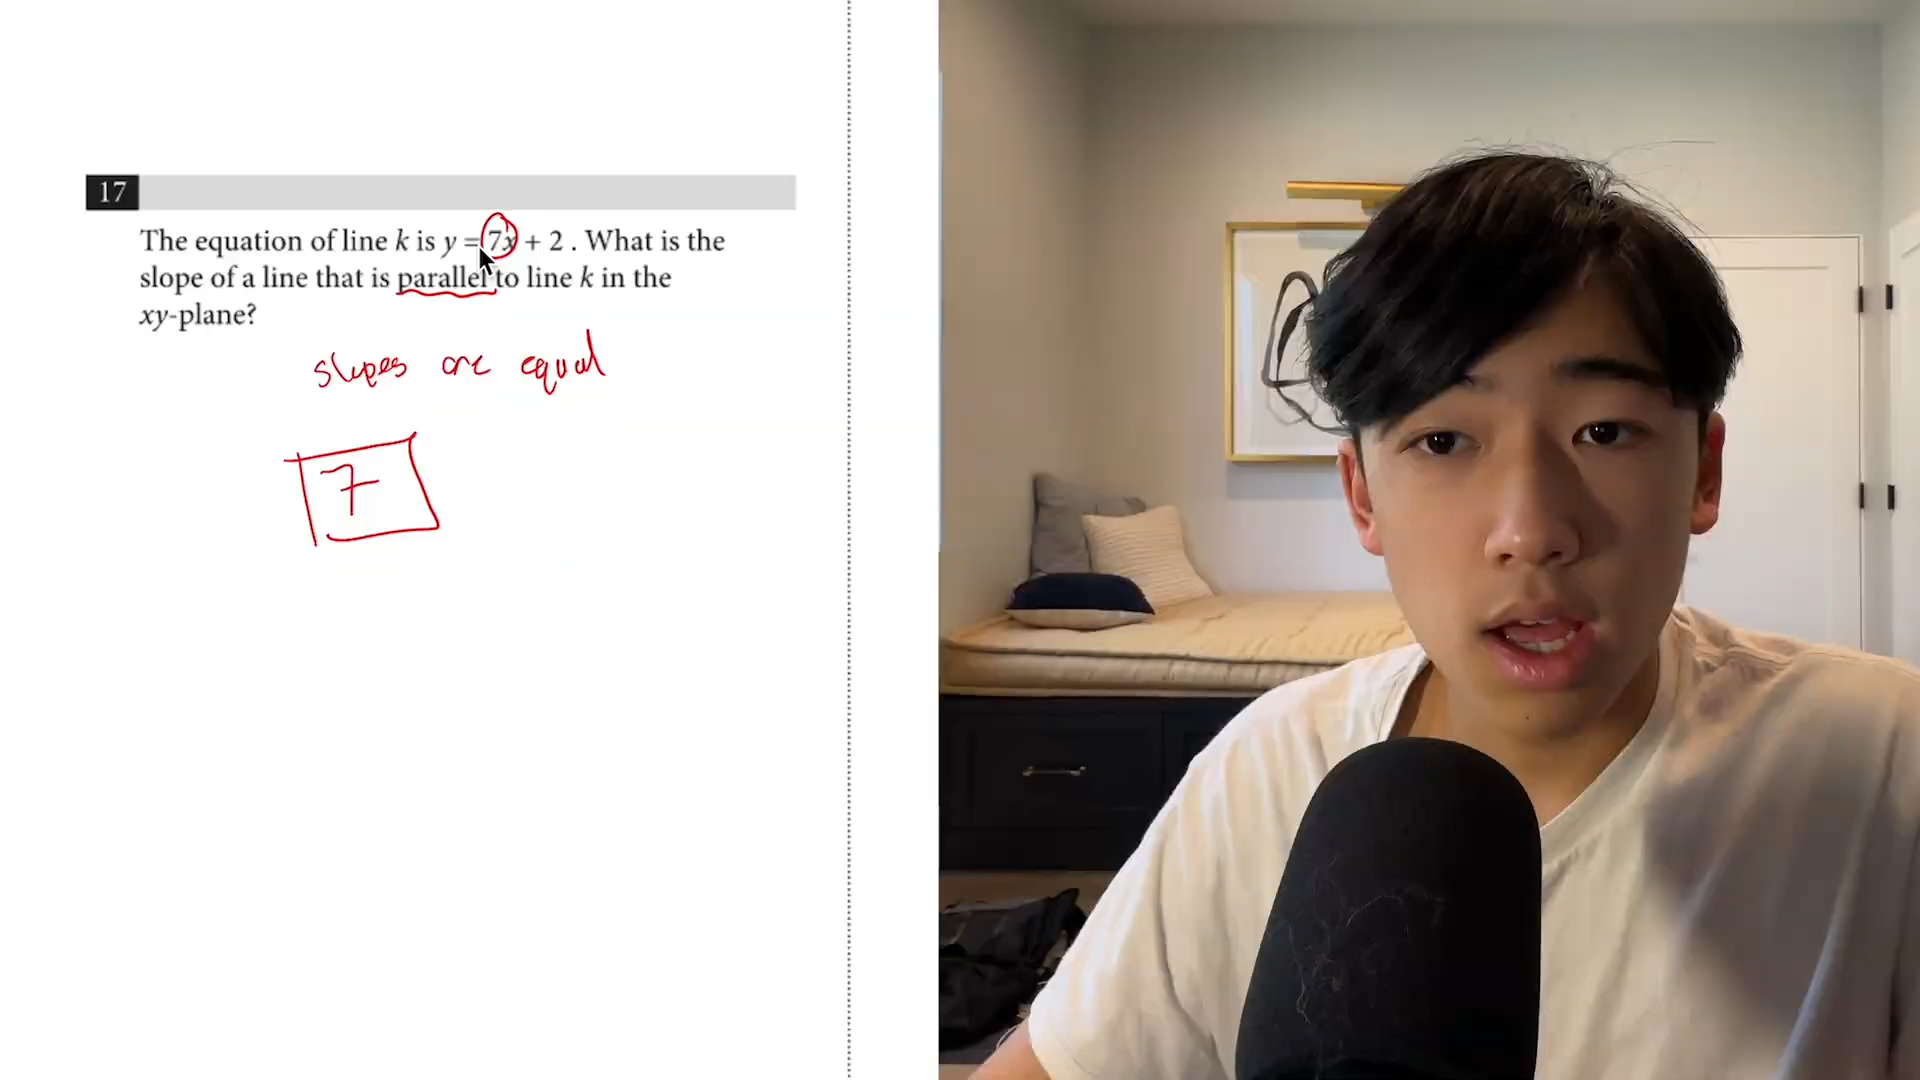 17
The equation of line k is y = 7x + 2 . What is the
slope of a line that is parallel to line k in the
xy-plane?
slopes are equal
7